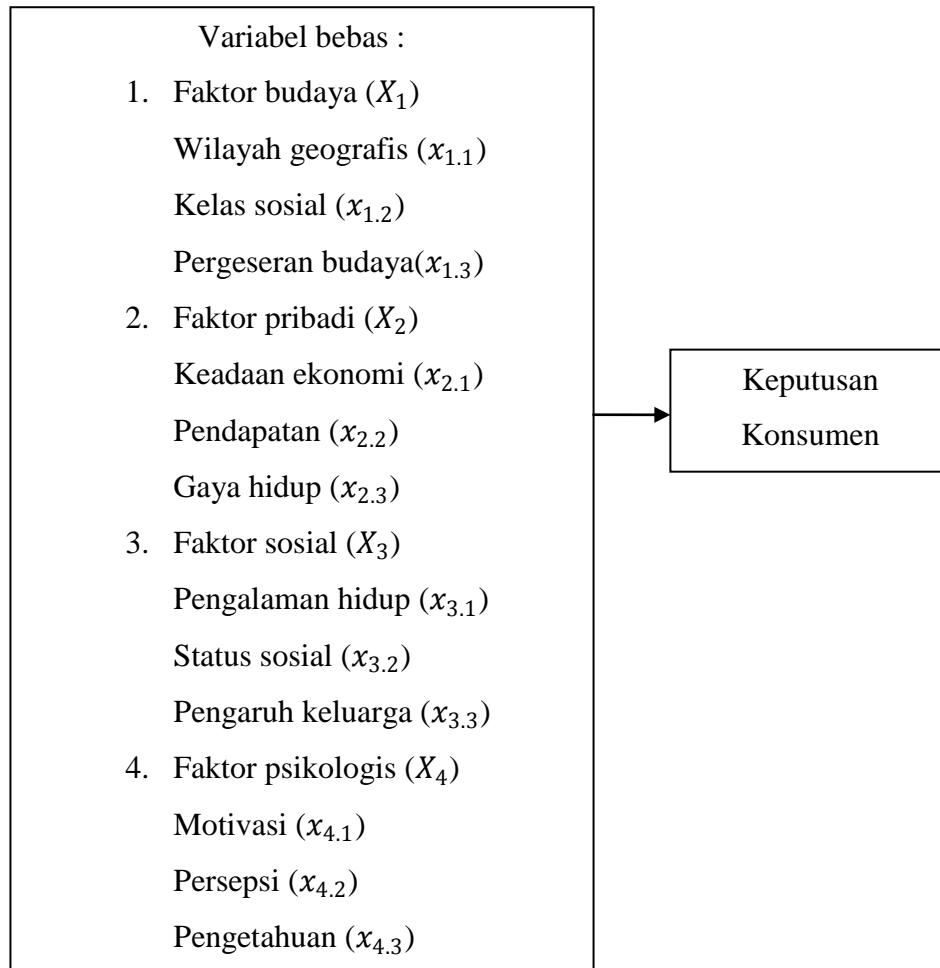 Variabel bebas :
1. Faktor budaya (𝑋₁)
Wilayah geografis (𝑥₁.₁)
Kelas sosial (𝑥₁.₂)
Pergeseran budaya(𝑥₁.₃)
2. Faktor pribadi (𝑋₂)
Keadaan ekonomi (𝑥₂.₁)
Pendapatan (𝑥₂.₂)
Gaya hidup (𝑥₂.₃)
3. Faktor sosial (𝑋₃)
Pengalaman hidup (𝑥₃.₁)
Status sosial (𝑥₃.₂)
Pengaruh keluarga (𝑥₃.₃)
4. Faktor psikologis (𝑋₄)
Motivasi (𝑥₄.₁)
Persepsi (𝑥₄.₂)
Pengetahuan (𝑥₄.₃)
Keputusan
Konsumen